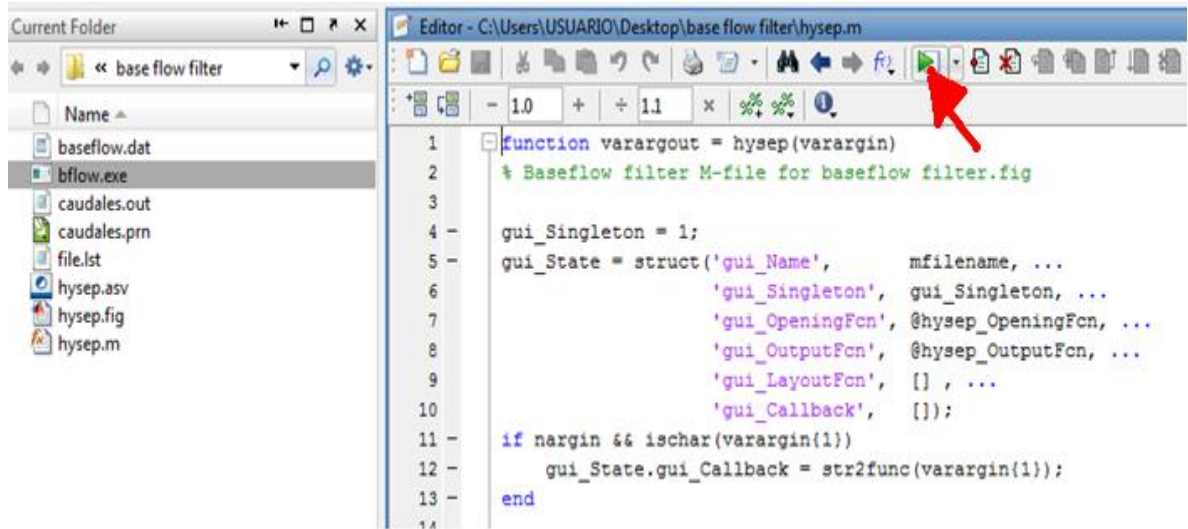 Current Folder
« base flow filter
Name
baseflow.dat
bflow.exe
caudales.out
caudales.prn
file.lst
hysep.asv
hysep.fig
hysep.m
Editor - C:\Users\USUARIO\Desktop\base flow filter\hysep.m
- 1.0 + ÷ 1.1 ×
1 function varargout = hysep(varargin)
2 % Baseflow filter M-file for baseflow filter.fig
3
4 - gui_Singleton = 1;
5 - gui_State = struct('gui_Name', mfilename, ...
6 'gui_Singleton', gui_Singleton, ...
7 'gui_OpeningFcn', @hysep_OpeningFcn, ...
8 'gui_OutputFcn', @hysep_OutputFcn, ...
9 'gui_LayoutFcn', [] , ...
10 'gui_Callback', []);
11 - if nargin && ischar(varargin{1})
12 - gui_State.gui_Callback = str2func(varargin{1});
13 - end
14